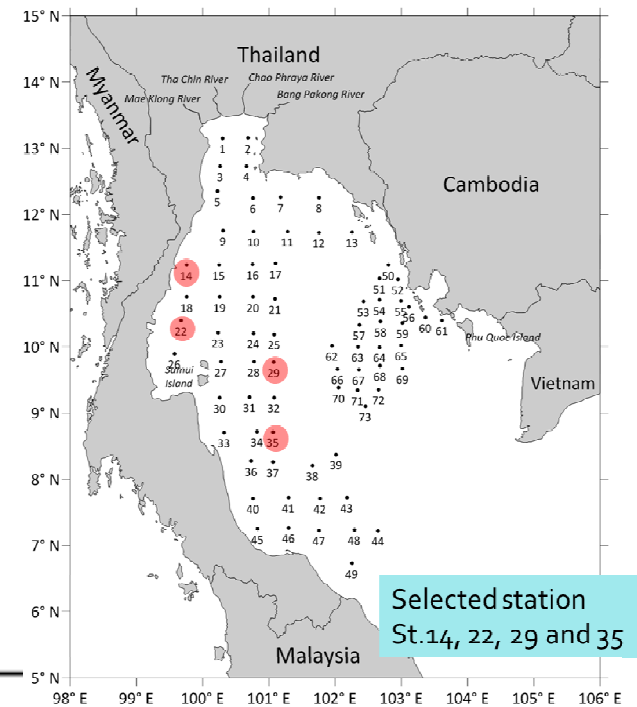 15° N
14° N
13° N
12° N
11° N
10° N
9° N
8° N
7° N
6° N
5° N
98° E 99° E 100° E 101° E 102° E 103° E 104° E 105° E 106° E
Thailand
Myanmar
Tha Chin River
Chao Phraya River
Mae Klong River
Bang Pakong River
Cambodia
Phu Quoc Island
Vietnam
Samui
Island
Malaysia
1 2
3 4
5 6 7 8
9 10 11 12 13
14 15 16 17
50
51 52
18 19 20 21
53 54 55 56
22
57 58 59 60 61
23 24 25
62 63 64 65
26 27 28 29
66 67 68 69
30 31 32
70 71 72
73
33 34 35
36 37 38 39
40 41 42 43
45 46 47 48 44
49
Selected station
St.14, 22, 29 and 35